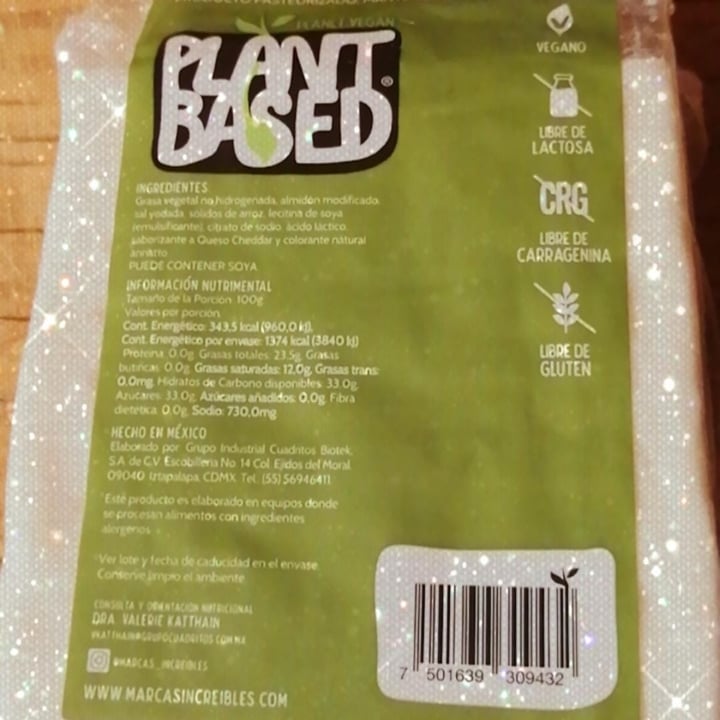 PLANET VEGAN
PLANT
BASED®
INGREDIENTES
Grasa vegetal no hidrogenada, almidón modificado,
sal yodada, sólidos de arroz, lecitina de soya
(emulsificante), citrato de sodio, ácido láctico,
saborizante a Queso Cheddar y colorante natural
annatto
PUEDE CONTENER SOYA
INFORMACIÓN NUTRIMENTAL
Tamaño de la Porción: 100g
Valores por porción
Cont. Energético: 343.5 kcal (960,0 kJ),
Cont. Energético por envase: 1374 kcal (3840 kJ)
Proteína: 0.0g, Grasas totales: 23.5g, Grasas
butíricas: 0.0g, Grasas saturadas: 12.0g, Grasas trans:
0.0mg, Hidratos de Carbono disponibles: 33.0g,
Azúcares: 33.0g, Azúcares añadidos: 0.0g, Fibra
dietética: 0.0g, Sodio: 730,0mg
HECHO EN MÉXICO
Elaborado por Grupo Industrial Cuadritos Biotek,
S.A. de C.V. Escobillería No. 14 Col. Ejidos del Moral
09040 Iztapalapa, CDMX. Tel. (55) 56946411
*Este producto es elaborado en equipos donde
se procesan alimentos con ingredientes
alergenos
*Ver lote y fecha de caducidad en el envase
Conserve limpio el ambiente
CONSULTA Y ORIENTACIÓN NUTRICIONAL
DRA. VALERIE KATTHAIN
VKATTHAIN@GRUPOCUADRITOS.COM.MX
@MARCAS_INCREIBLES
WWW.MARCASINCREIBLES.COM
VEGANO
LIBRE DE
LACTOSA
CRG
LIBRE DE
CARRAGENINA
LIBRE DE
GLUTEN
7 501639 309432